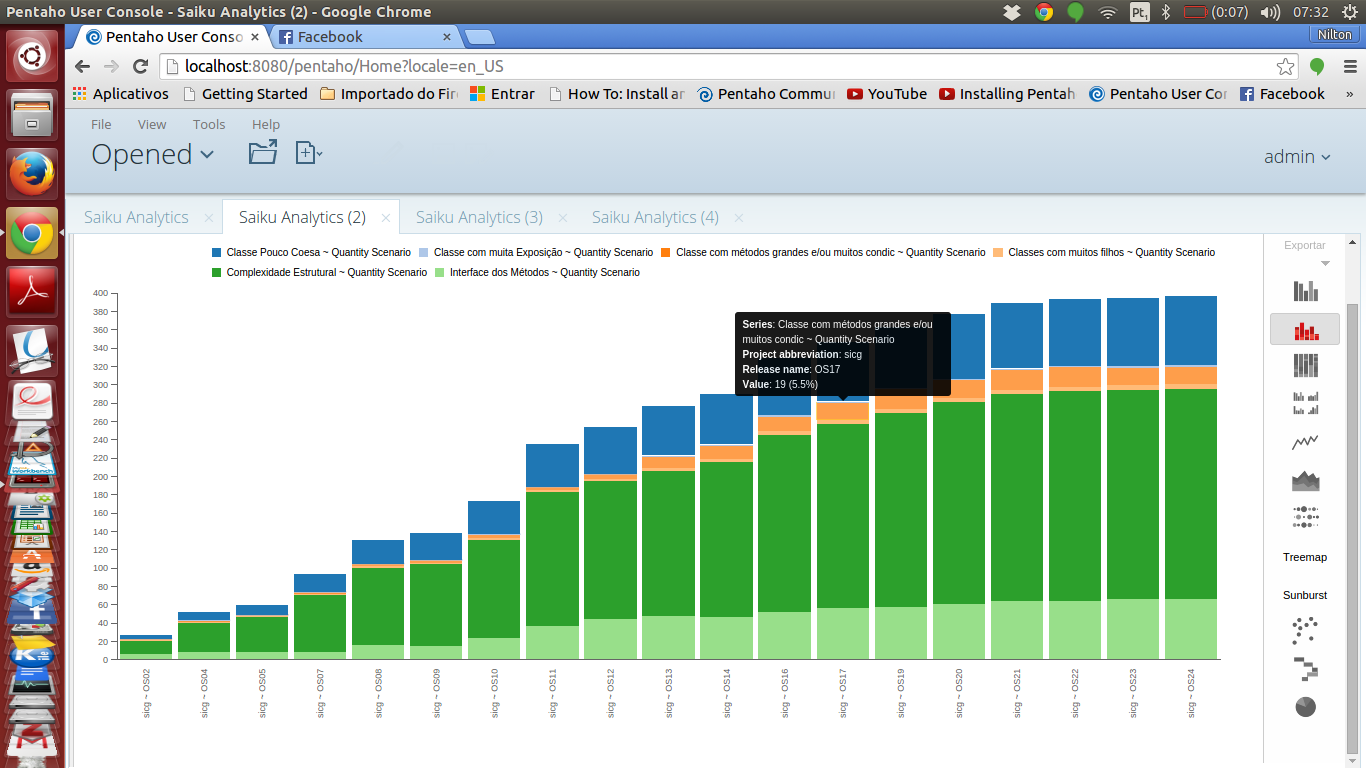 Pentaho User Console - Saiku Analytics (2) - Google Chrome
Pt1
(0:07)
07:32
Pentaho User Conso
Facebook
Nilton
localhost:8080/pentaho/Home?locale=en_US
Aplicativos
Getting Started
Importado do Fir
Entrar
How To: Install an
Pentaho Commu
YouTube
Installing Pentah
Pentaho User Con
Facebook
»
File View Tools Help
Opened
admin
Saiku Analytics
Saiku Analytics (2)
Saiku Analytics (3)
Saiku Analytics (4)
Exportar
Classe Pouco Coesa ~ Quantity Scenario
Classe com muita Exposição ~ Quantity Scenario
Classe com métodos grandes e/ou muitos condic ~ Quantity Scenario
Classes com muitos filhos ~ Quantity Scenario
Complexidade Estrutural ~ Quantity Scenario
Interface dos Métodos ~ Quantity Scenario
400
380
360
340
320
300
280
260
240
220
200
180
160
140
120
100
80
60
40
20
0
Series: Classe com métodos grandes e/ou
muitos condic ~ Quantity Scenario
Project abbreviation: sicg
Release name: OS17
Value: 19 (5.5%)
sicg ~ OS02
sicg ~ OS04
sicg ~ OS05
sicg ~ OS07
sicg ~ OS08
sicg ~ OS09
sicg ~ OS10
sicg ~ OS11
sicg ~ OS12
sicg ~ OS13
sicg ~ OS14
sicg ~ OS16
sicg ~ OS17
sicg ~ OS19
sicg ~ OS20
sicg ~ OS21
sicg ~ OS22
sicg ~ OS23
sicg ~ OS24
Treemap
Sunburst